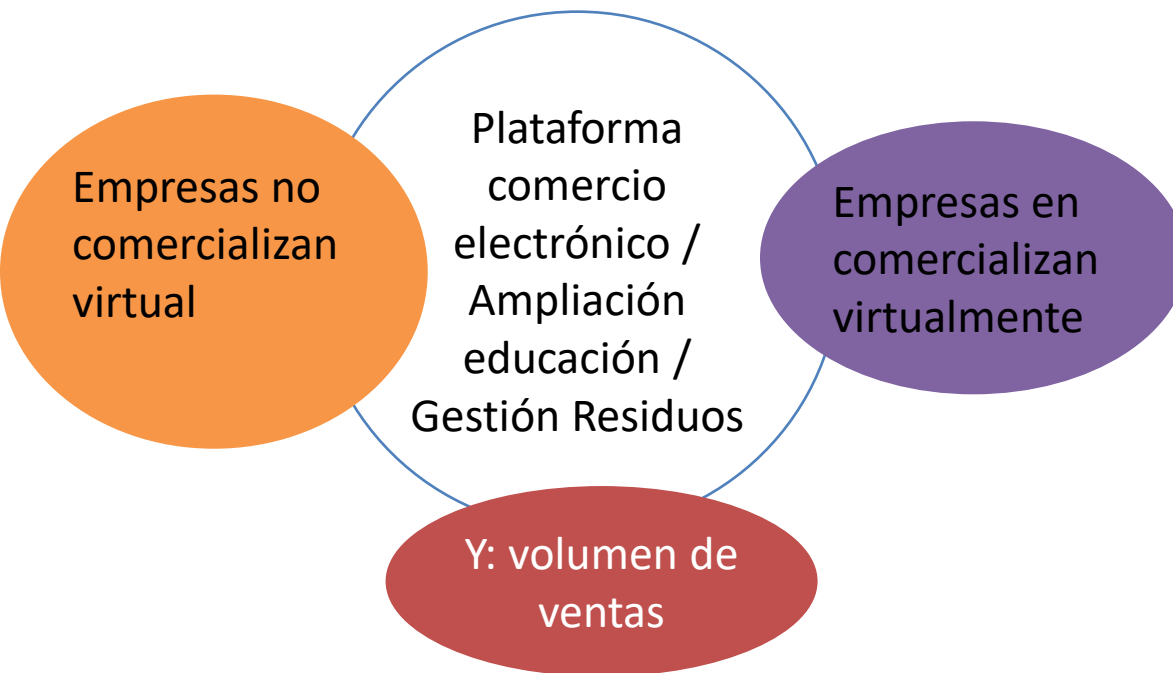 Plataforma
comercio
electrónico /
Ampliación
educación /
Gestión Residuos
Empresas no
comercializan
virtual
Empresas en
comercializan
virtualmente
Y: volumen de
ventas